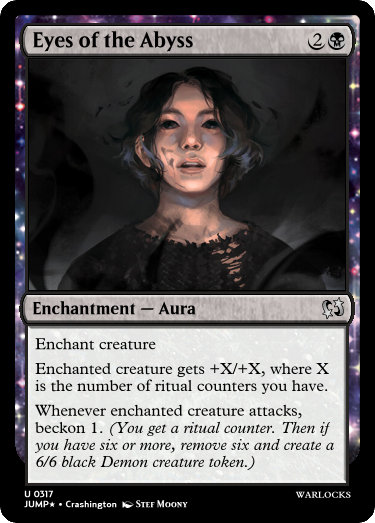 Eyes of the Abyss 2
Enchantment — Aura
Enchant creature
Enchanted creature gets +X/+X, where X
is the number of ritual counters you have.
Whenever enchanted creature attacks,
beckon 1. (You get a ritual counter. Then if
you have six or more, remove six and create a
6/6 black Demon creature token.)
U 0317
WARLOCKS
JUMP★ • Crashington Stef Moony